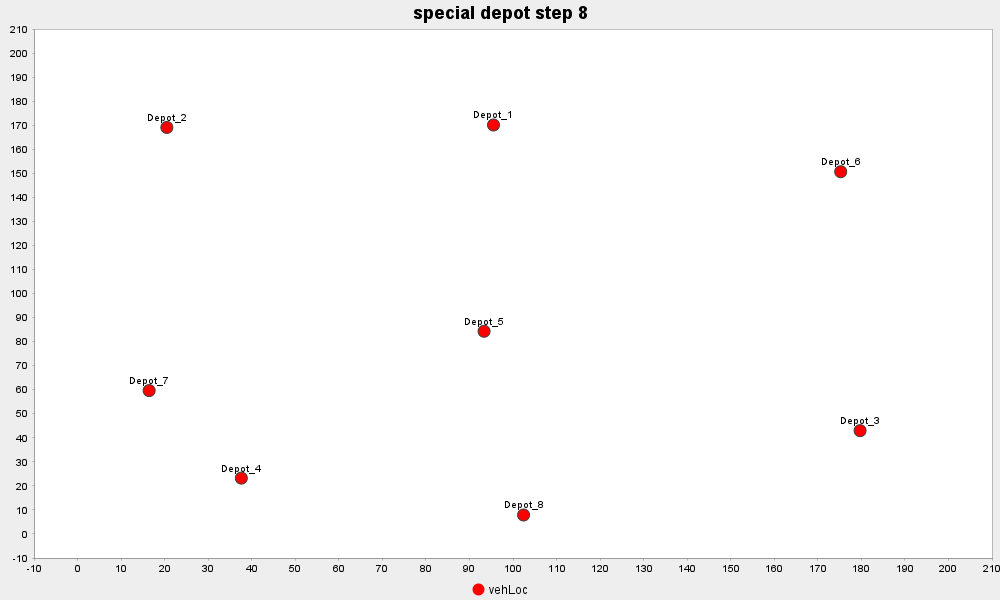 special depot step 8
210
200
190
180
170
160
150
140
130
120
110
100
90
80
70
60
50
40
30
20
10
0
-10
Depot_1
Depot_2
Depot_6
Depot_5
Depot_7
Depot_3
Depot_4
Depot_8
-10 0 10 20 30 40 50 60 70 80 90 100 110 120 130 140 150 160 170 180 190 200 210
vehLoc